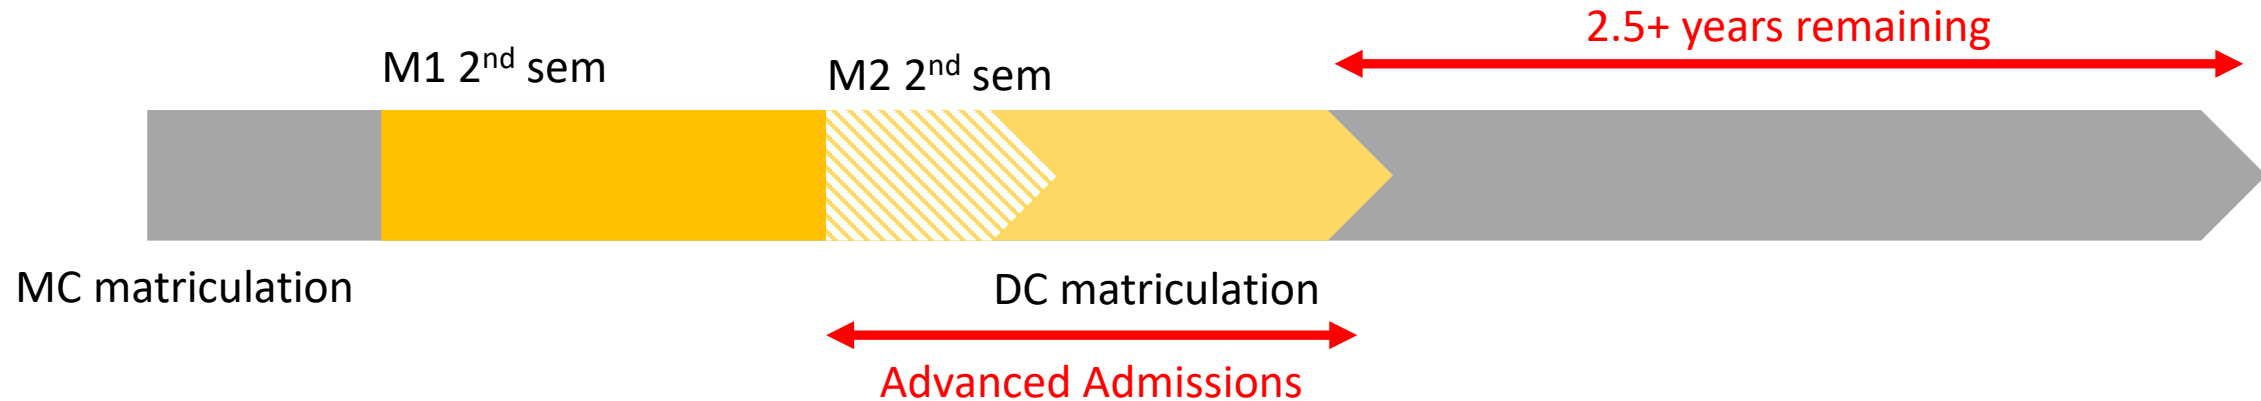 2.5+ years remaining
M1 2nd sem
M2 2nd sem
MC matriculation
DC matriculation
Advanced Admissions